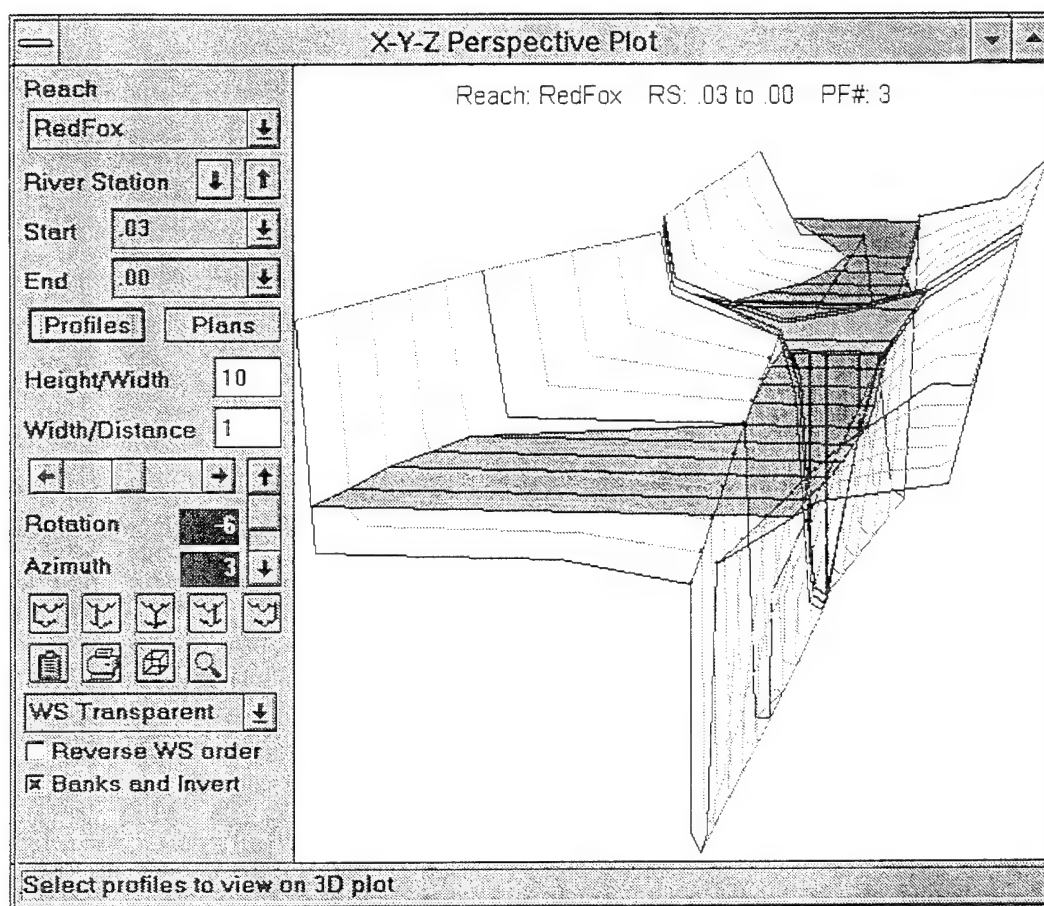 X-Y-Z Perspective Plot
Reach
RedFox
River Station
Start .03
End .00
Profiles Plans
Height/Width 10
Width/Distance 1
Rotation -6
Azimuth 3
WS Transparent
Reverse WS order
Banks and Invert
Reach: RedFox RS: .03 to .00 PF#: 3
Select profiles to view on 3D plot